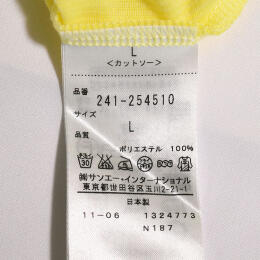 L
<カットソー>
品番
241-254510
サイズ
L
品質
ポリエステル 100%
㈱サンエー・インターナショナル
東京都世田谷区玉川2-21-1
日本製
11-06 1324773
N187